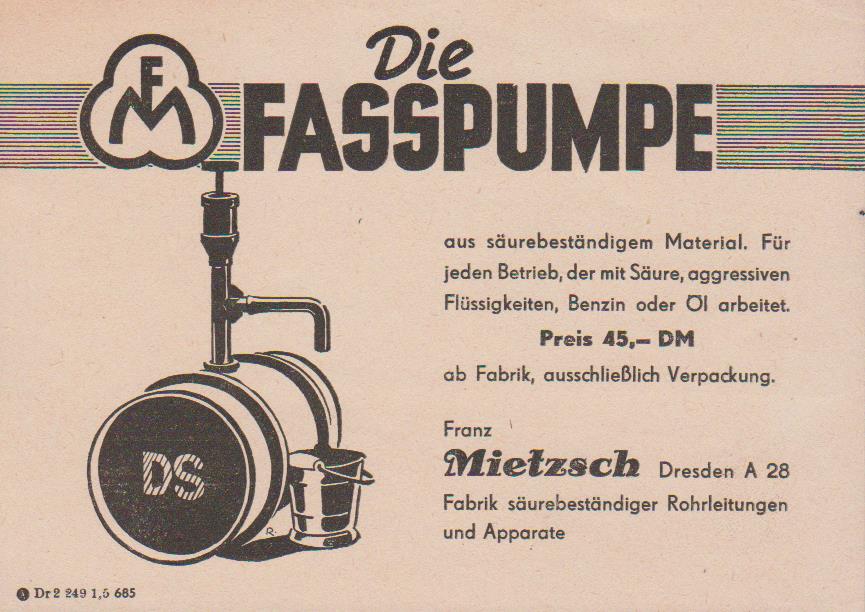 Die
FM
FASSPUMPE
aus säurebeständigem Material. Für
jeden Betrieb, der mit Säure, aggressiven
Flüssigkeiten, Benzin oder Öl arbeitet.
Preis 45,– DM
ab Fabrik, ausschließlich Verpackung.
Franz
Mietzsch Dresden A 28
Fabrik säurebeständiger Rohrleitungen
und Apparate
DS
R.
A Dr 2 249 1,5 685